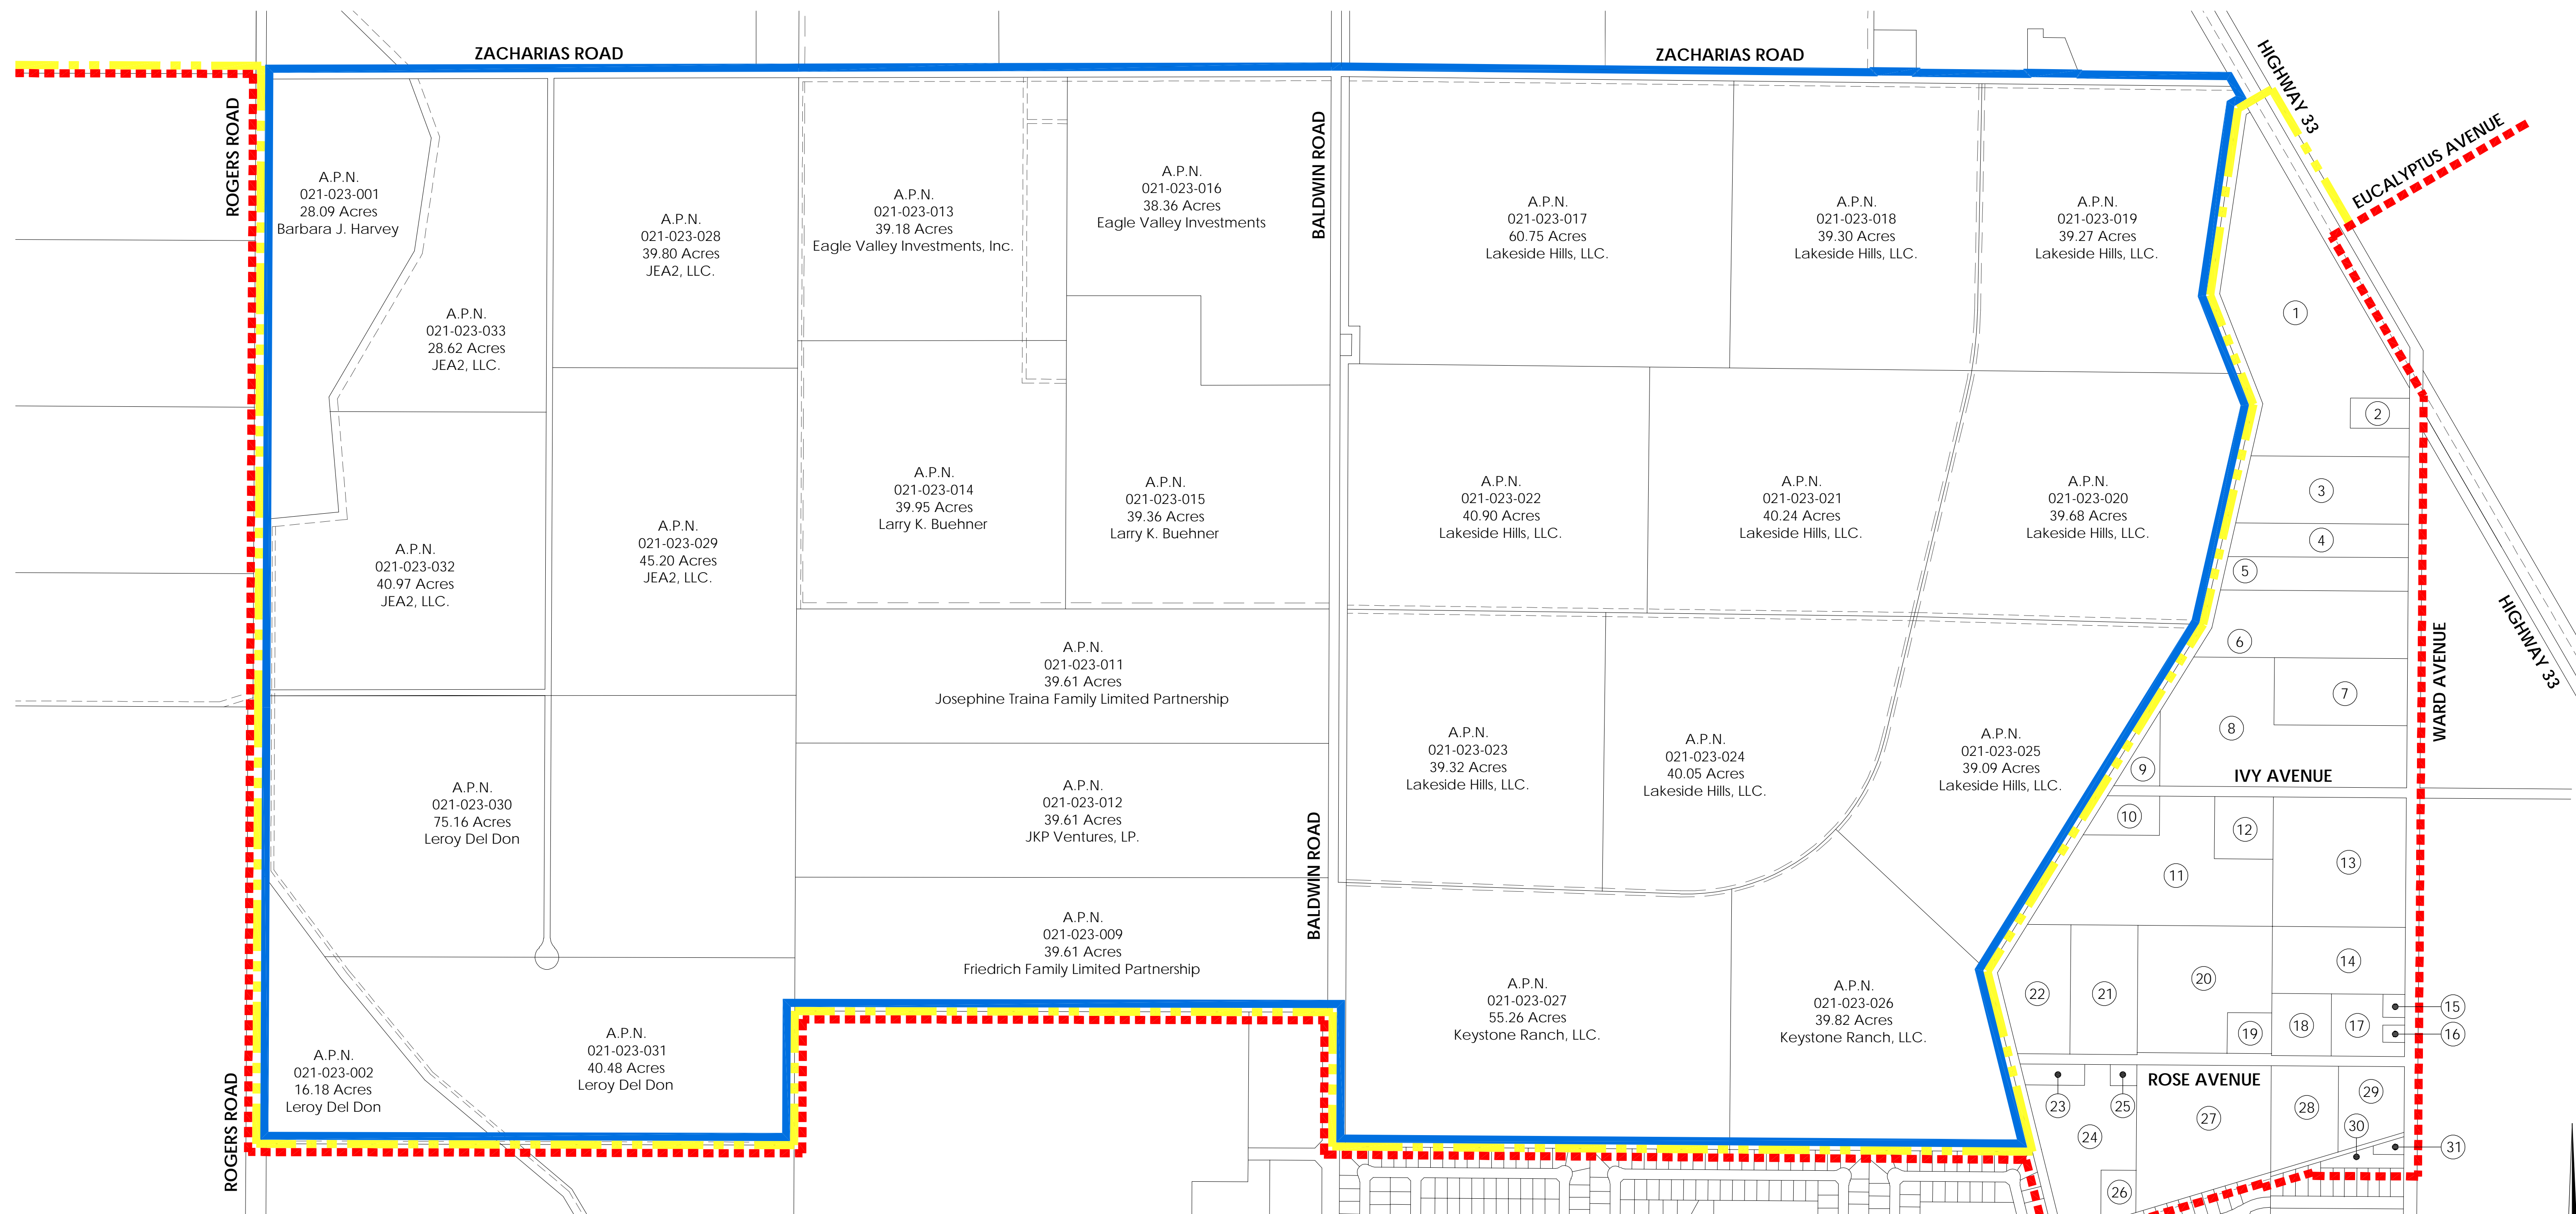 ZACHARIAS ROAD
ZACHARIAS ROAD
HIGHWAY 33
EUCALYPTUS AVENUE
ROGERS ROAD
BALDWIN ROAD
A.P.N.
021-023-001
28.09 Acres
Barbara J. Harvey
A.P.N.
021-023-033
28.62 Acres
JEA2, LLC.
A.P.N.
021-023-028
39.80 Acres
JEA2, LLC.
A.P.N.
021-023-013
39.18 Acres
Eagle Valley Investments, Inc.
A.P.N.
021-023-016
38.36 Acres
Eagle Valley Investments
A.P.N.
021-023-017
60.75 Acres
Lakeside Hills, LLC.
A.P.N.
021-023-018
39.30 Acres
Lakeside Hills, LLC.
A.P.N.
021-023-019
39.27 Acres
Lakeside Hills, LLC.
A.P.N.
021-023-032
40.97 Acres
JEA2, LLC.
A.P.N.
021-023-029
45.20 Acres
JEA2, LLC.
A.P.N.
021-023-014
39.95 Acres
Larry K. Buehner
A.P.N.
021-023-015
39.36 Acres
Larry K. Buehner
A.P.N.
021-023-022
40.90 Acres
Lakeside Hills, LLC.
A.P.N.
021-023-021
40.24 Acres
Lakeside Hills, LLC.
A.P.N.
021-023-020
39.68 Acres
Lakeside Hills, LLC.
A.P.N.
021-023-011
39.61 Acres
Josephine Traina Family Limited Partnership
A.P.N.
021-023-030
75.16 Acres
Leroy Del Don
A.P.N.
021-023-012
39.61 Acres
JKP Ventures, LP.
BALDWIN ROAD
A.P.N.
021-023-023
39.32 Acres
Lakeside Hills, LLC.
A.P.N.
021-023-024
40.05 Acres
Lakeside Hills, LLC.
A.P.N.
021-023-025
39.09 Acres
Lakeside Hills, LLC.
A.P.N.
021-023-009
39.61 Acres
Friedrich Family Limited Partnership
A.P.N.
021-023-027
55.26 Acres
Keystone Ranch, LLC.
A.P.N.
021-023-026
39.82 Acres
Keystone Ranch, LLC.
ROGERS ROAD
A.P.N.
021-023-002
16.18 Acres
Leroy Del Don
A.P.N.
021-023-031
40.48 Acres
Leroy Del Don
HIGHWAY 33
WARD AVENUE
IVY AVENUE
ROSE AVENUE
1
2
3
4
5
6
7
8
9
10
11
12
13
14
15
16
17
18
19
20
21
22
23
24
25
26
27
28
29
30
31